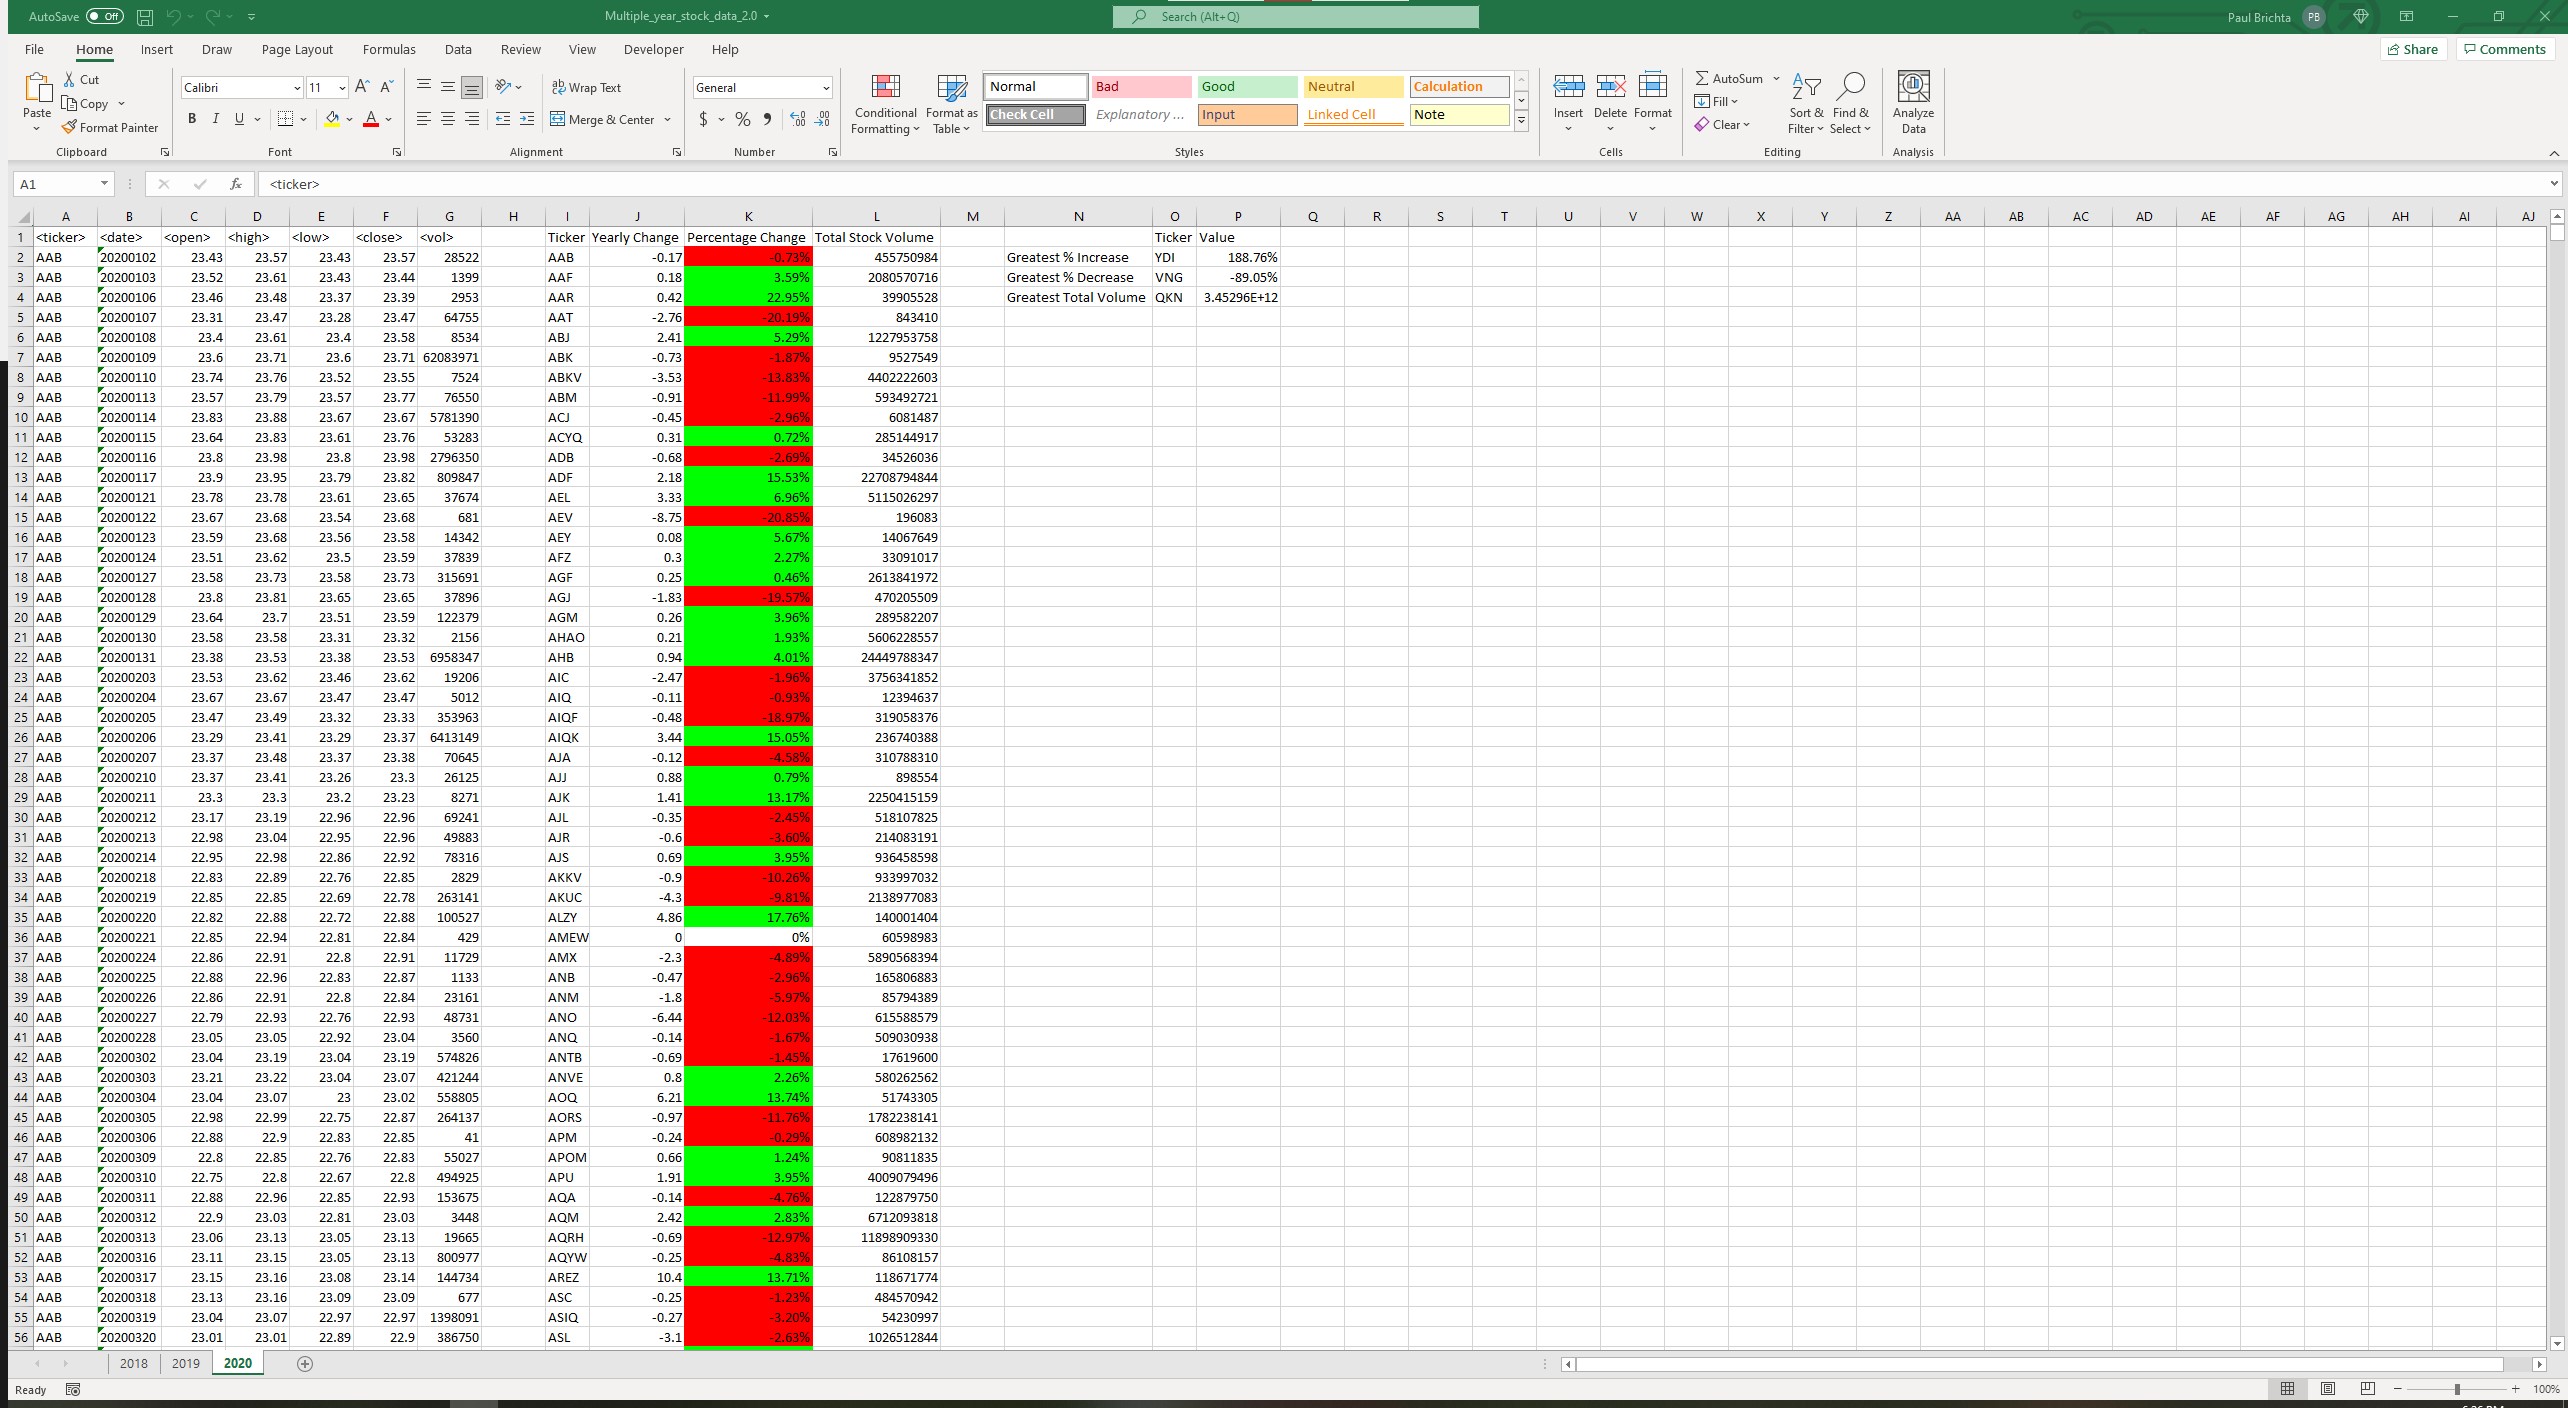 AutoSave Off Multiple_year_stock_data_2.0 Search (Alt+Q) Paul Brichta PB
File Home Insert Draw Page Layout Formulas Data Review View Developer Help Share Comments
Paste Cut Copy Format Painter Clipboard
Calibri 11 B I U A Font
ab Wrap Text Merge & Center Alignment
General $ % Number
Conditional Formatting Format as Table
Normal Bad Good Neutral Calculation
Check Cell Explanatory ... Input Linked Cell Note
Styles
Insert Delete Format Cells
AutoSum Fill Clear Sort & Filter Find & Select Editing
Analyze Data Analysis
A1 fx <ticker>
A B C D E F G H I J K L M N O P Q R S T U V W X Y Z AA AB AC AD AE AF AG AH AI AJ
1 <ticker> <date> <open> <high> <low> <close> <vol> Ticker Yearly Change Percentage Change Total Stock Volume Ticker Value
2 AAB 20200102 23.43 23.57 23.43 23.57 28522 AAB -0.17 -0.73% 455750984 Greatest % Increase YDI 188.76%
3 AAB 20200103 23.52 23.61 23.43 23.44 1399 AAF 0.18 3.59% 2080570716 Greatest % Decrease VNG -89.05%
4 AAB 20200106 23.46 23.48 23.37 23.39 2953 AAR 0.42 22.95% 39905528 Greatest Total Volume QKN 3.45296E+12
5 AAB 20200107 23.31 23.47 23.28 23.47 64755 AAT -2.76 -20.19% 843410
6 AAB 20200108 23.4 23.61 23.4 23.58 8534 ABJ 2.41 5.29% 1227953758
7 AAB 20200109 23.6 23.71 23.6 23.71 62083971 ABK -0.73 -1.87% 9527549
8 AAB 20200110 23.74 23.76 23.52 23.55 7524 ABKV -3.53 -13.83% 4402222603
9 AAB 20200113 23.57 23.79 23.57 23.77 76550 ABM -0.91 -11.99% 593492721
10 AAB 20200114 23.83 23.88 23.67 23.67 5781390 ACJ -0.45 -2.96% 6081487
11 AAB 20200115 23.64 23.83 23.61 23.76 53283 ACYQ 0.31 0.72% 285144917
12 AAB 20200116 23.8 23.98 23.8 23.98 2796350 ADB -0.68 -2.69% 34526036
13 AAB 20200117 23.9 23.95 23.79 23.82 809847 ADF 2.18 15.53% 22708794844
14 AAB 20200121 23.78 23.78 23.61 23.65 37674 AEL 3.33 6.96% 5115026297
15 AAB 20200122 23.67 23.68 23.54 23.68 681 AEV -8.75 -20.85% 196083
16 AAB 20200123 23.59 23.68 23.56 23.58 14342 AEY 0.08 5.67% 14067649
17 AAB 20200124 23.51 23.62 23.5 23.59 37839 AFZ 0.3 2.27% 33091017
18 AAB 20200127 23.58 23.73 23.58 23.73 315691 AGF 0.25 0.46% 2613841972
19 AAB 20200128 23.8 23.81 23.65 23.65 37896 AGJ -1.83 -19.57% 470205509
20 AAB 20200129 23.64 23.7 23.51 23.59 122379 AGM 0.26 3.96% 289582207
21 AAB 20200130 23.58 23.58 23.31 23.32 2156 AHAO 0.21 1.93% 5606228557
22 AAB 20200131 23.38 23.53 23.38 23.53 6958347 AHB 0.94 4.01% 24449788347
23 AAB 20200203 23.53 23.62 23.46 23.62 19206 AIC -2.47 -1.96% 3756341852
24 AAB 20200204 23.67 23.67 23.47 23.47 5012 AIQ -0.11 -0.93% 12394637
25 AAB 20200205 23.47 23.49 23.32 23.33 353963 AIQF -0.48 -18.97% 319058376
26 AAB 20200206 23.29 23.41 23.29 23.37 6413149 AIQK 3.44 15.05% 236740388
27 AAB 20200207 23.37 23.48 23.37 23.38 70645 AJA -0.12 -4.58% 310788310
28 AAB 20200210 23.37 23.41 23.26 23.3 26125 AJJ 0.88 0.79% 898554
29 AAB 20200211 23.3 23.3 23.2 23.23 8271 AJK 1.41 13.17% 2250415159
30 AAB 20200212 23.17 23.19 22.96 22.96 69241 AJL -0.35 -2.45% 518107825
31 AAB 20200213 22.98 23.04 22.95 22.96 49883 AJR -0.6 -3.60% 214083191
32 AAB 20200214 22.95 22.98 22.86 22.92 78316 AJS 0.69 3.95% 936458598
33 AAB 20200218 22.83 22.89 22.76 22.85 2829 AKKV -0.9 -10.26% 933997032
34 AAB 20200219 22.85 22.85 22.69 22.78 263141 AKUC -4.3 -9.81% 2138977083
35 AAB 20200220 22.82 22.88 22.72 22.88 100527 ALZY 4.86 17.76% 140001404
36 AAB 20200221 22.85 22.94 22.81 22.84 429 AMEW 0 0% 60598983
37 AAB 20200224 22.86 22.91 22.8 22.91 11729 AMX -2.3 -4.89% 5890568394
38 AAB 20200225 22.88 22.96 22.83 22.87 1133 ANB -0.47 -2.96% 165806883
39 AAB 20200226 22.86 22.91 22.8 22.84 23161 ANM -1.8 -5.97% 85794389
40 AAB 20200227 22.79 22.93 22.76 22.93 48731 ANO -6.44 -12.03% 615588579
41 AAB 20200228 23.05 23.05 22.92 23.04 3560 ANQ -0.14 -1.67% 509030938
42 AAB 20200302 23.04 23.19 23.04 23.19 574826 ANTB -0.69 -1.45% 17619600
43 AAB 20200303 23.21 23.22 23.04 23.07 421244 ANVE 0.8 2.26% 580262562
44 AAB 20200304 23.04 23.07 23 23.02 558805 AOQ 6.21 13.74% 51743305
45 AAB 20200305 22.98 22.99 22.75 22.87 264137 AORS -0.97 -11.76% 1782238141
46 AAB 20200306 22.88 22.9 22.83 22.85 41 APM -0.24 -0.29% 608982132
47 AAB 20200309 22.8 22.85 22.76 22.83 55027 APOM 0.66 1.24% 90811835
48 AAB 20200310 22.75 22.8 22.67 22.8 494925 APU 1.91 3.95% 4009079496
49 AAB 20200311 22.88 22.96 22.85 22.93 153675 AQA -0.14 -4.76% 122879750
50 AAB 20200312 22.9 23.03 22.81 23.03 3448 AQM 2.42 2.83% 6712093818
51 AAB 20200313 23.06 23.13 23.05 23.13 19665 AQRH -0.69 -12.97% 11898909330
52 AAB 20200316 23.11 23.15 23.05 23.13 800977 AQYW -0.25 -4.83% 86108157
53 AAB 20200317 23.15 23.16 23.08 23.14 144734 AREZ 10.4 13.71% 118671774
54 AAB 20200318 23.13 23.16 23.09 23.09 677 ASC -0.25 -1.23% 484570942
55 AAB 20200319 23.04 23.07 22.97 22.97 1398091 ASIQ -0.27 -3.20% 54230997
56 AAB 20200320 23.01 23.01 22.89 22.9 386750 ASL -3.1 -2.63% 1026512844
2018 2019 2020
Ready 100%